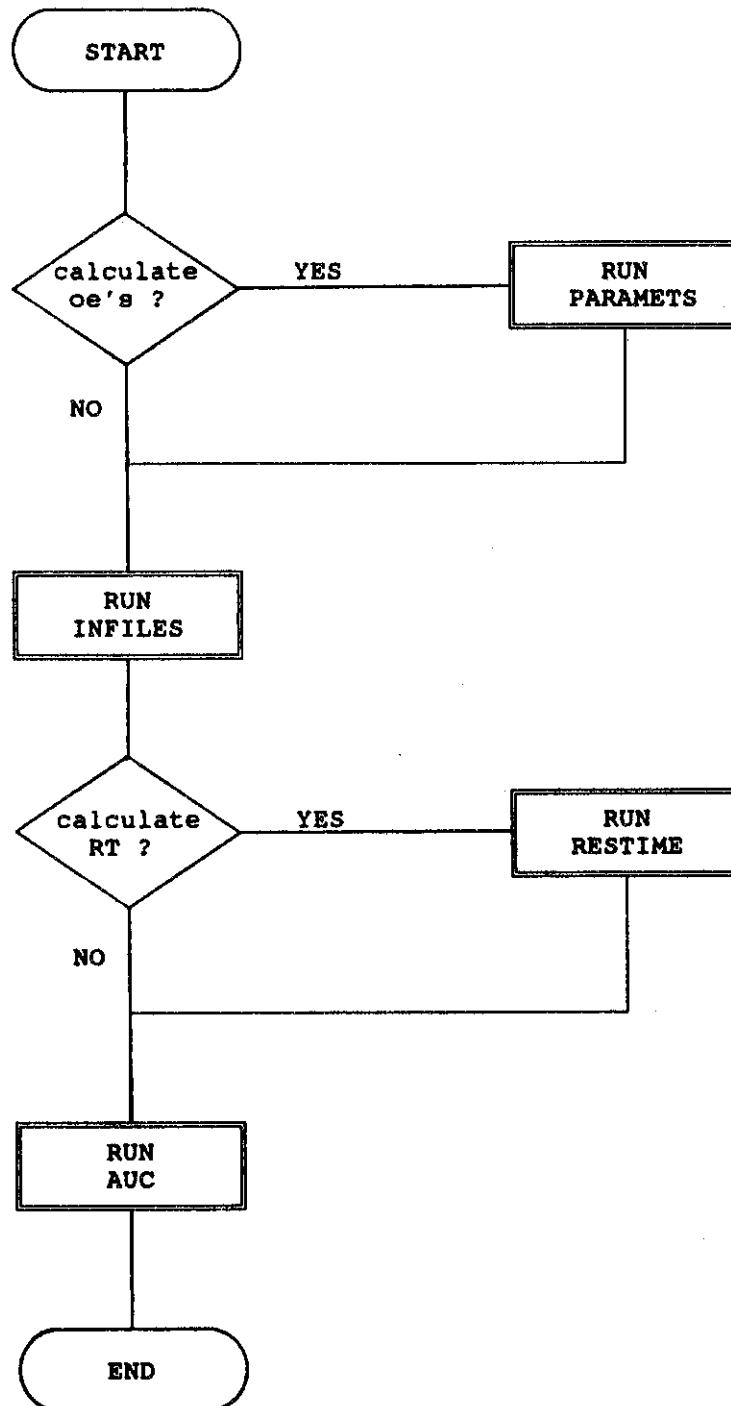 START
calculate
oe's ?
YES
RUN
PARAMETS
NO
RUN
INFILES
calculate
RT ?
YES
RUN
RESTIME
NO
RUN
AUC
END